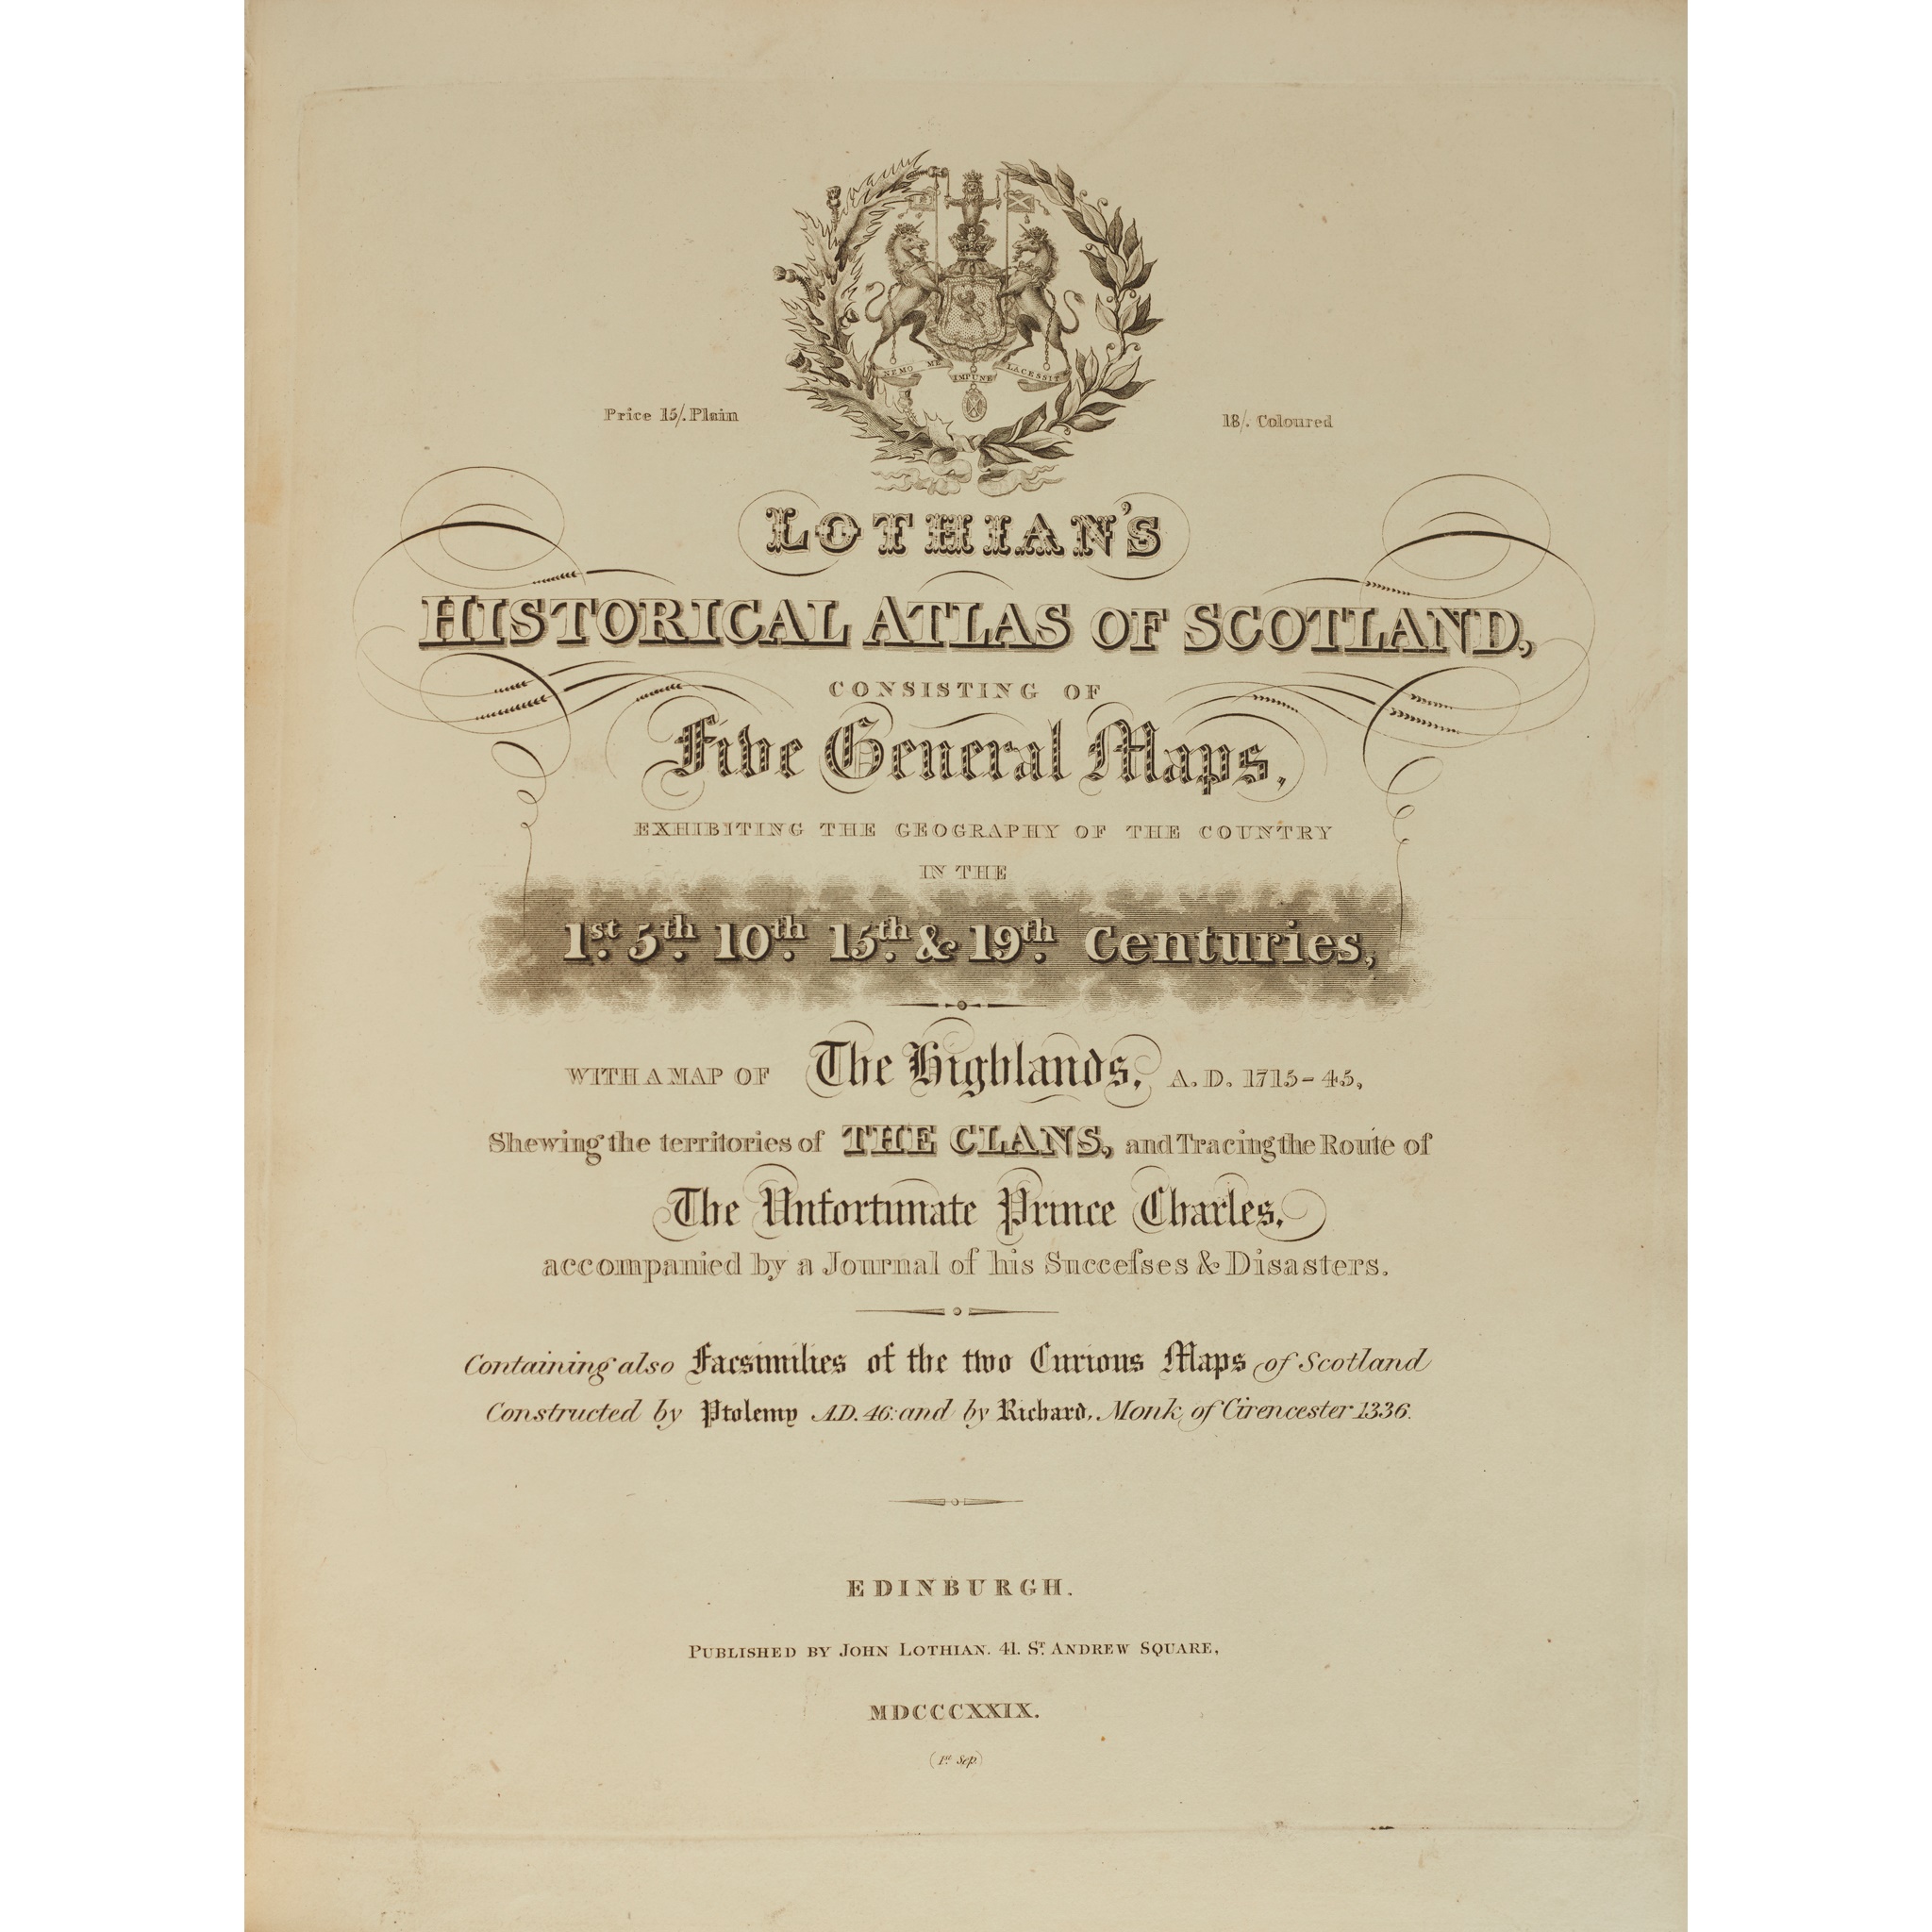 NEMO ME IMPUNE LACESSIT
Price 15/. Plain
18/. Coloured
LOTHIAN'S
HISTORICAL ATLAS OF SCOTLAND,
CONSISTING OF
Five General Maps,
EXHIBITING THE GEOGRAPHY OF THE COUNTRY
IN THE
1st. 5th. 10th. 15th. & 19th. Centuries,
WITH A MAP OF The Highlands, A.D. 1715-45,
Shewing the territories of THE CLANS, and Tracing the Route of
The Unfortunate Prince Charles,
accompanied by a Journal of his Succeſses & Disasters.
Containing also Facsimilies of the two Curious Maps of Scotland
Constructed by Ptolemy A.D. 46: and by Richard, Monk of Cirencester 1336.
EDINBURGH.
PUBLISHED BY JOHN LOTHIAN. 41. ST. ANDREW SQUARE,
MDCCCXXIX.
(1st. Sep.)